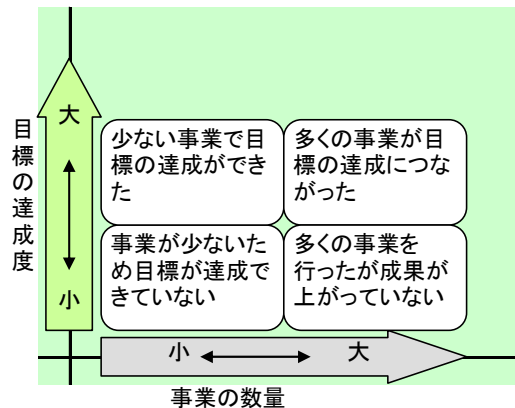 目標の達成度
大
小
少ない事業で目
標の達成ができ
た
多くの事業が目
標の達成につな
がった
事業が少ないた
め目標が達成で
きていない
多くの事業を
行ったが成果が
上がっていない
小
大
事業の数量